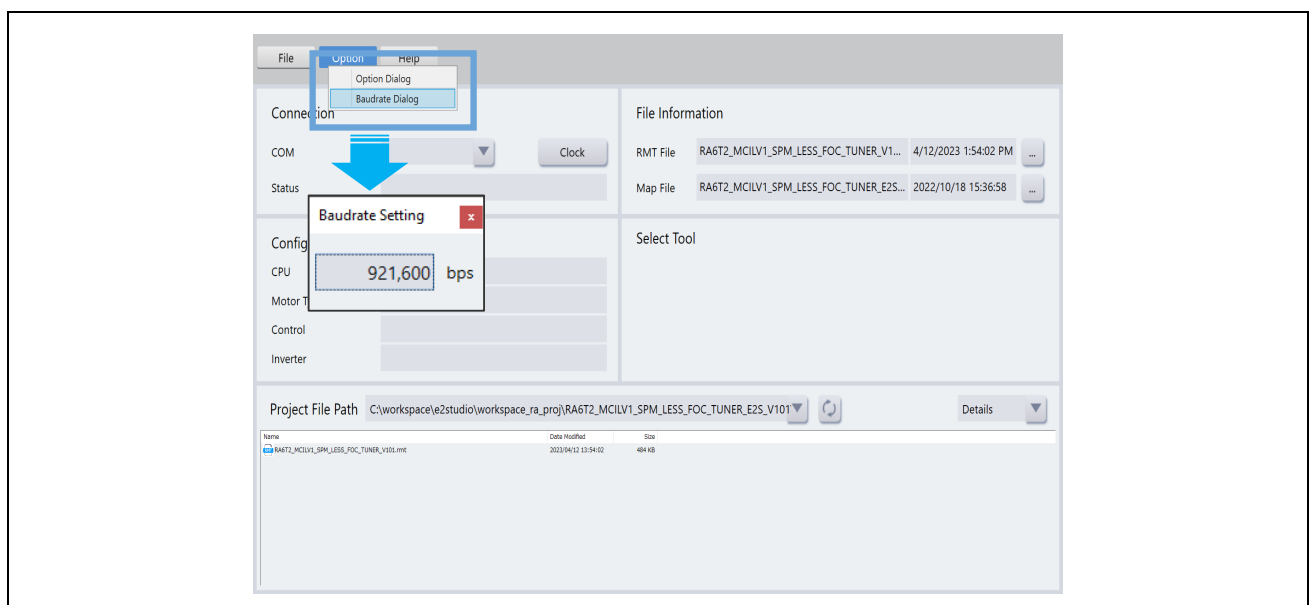 File Option Help
Option Dialog
Baudrate Dialog
Connection
COM Clock
Status
Baudrate Setting x
921,600 bps
Config
CPU
Motor T
Control
Inverter
File Information
RMT File RA6T2_MCILV1_SPM_LESS_FOC_TUNER_V1... 4/12/2023 1:54:02 PM ...
Map File RA6T2_MCILV1_SPM_LESS_FOC_TUNER_E2S... 2022/10/18 15:36:58 ...
Select Tool
Project File Path C:\workspace\e2studio\workspace_ra_proj\RA6T2_MCILV1_SPM_LESS_FOC_TUNER_E2S_V101 Details
Name Date Modified Size
RA6T2_MCILV1_SPM_LESS_FOC_TUNER_V101.rmt 2023/04/12 13:54:02 484 KB